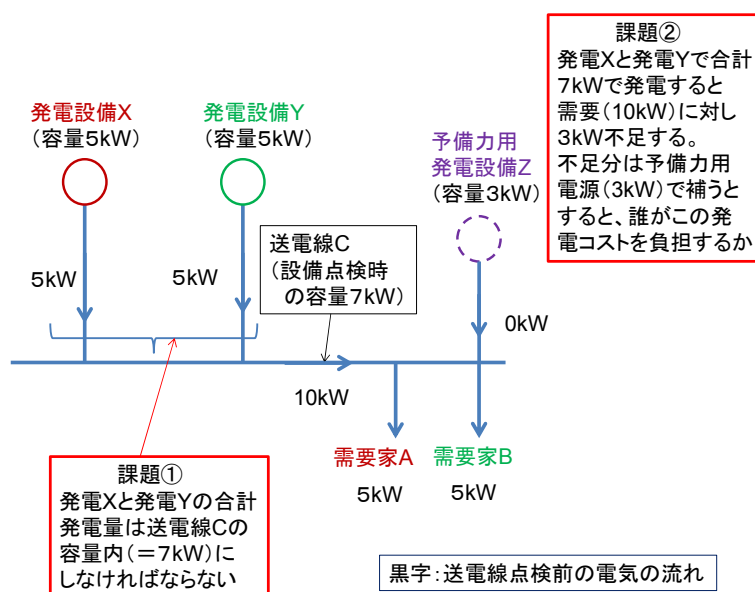 課題②
発電Xと発電Yで合計
7kWで発電すると
需要(10kW)に対し
3kW不足する。
不足分は予備力用
電源(3kW)で補うと
すると、誰がこの発
電コストを負担するか
発電設備X
(容量5kW)
発電設備Y
(容量5kW)
予備力用
発電設備Z
(容量3kW)
送電線C
(設備点検時
の容量7kW)
5kW
5kW
0kW
10kW
需要家A
5kW
需要家B
5kW
課題①
発電Xと発電Yの合計
発電量は送電線Cの
容量内(=7kW)に
しなければならない
黒字:送電線点検前の電気の流れ